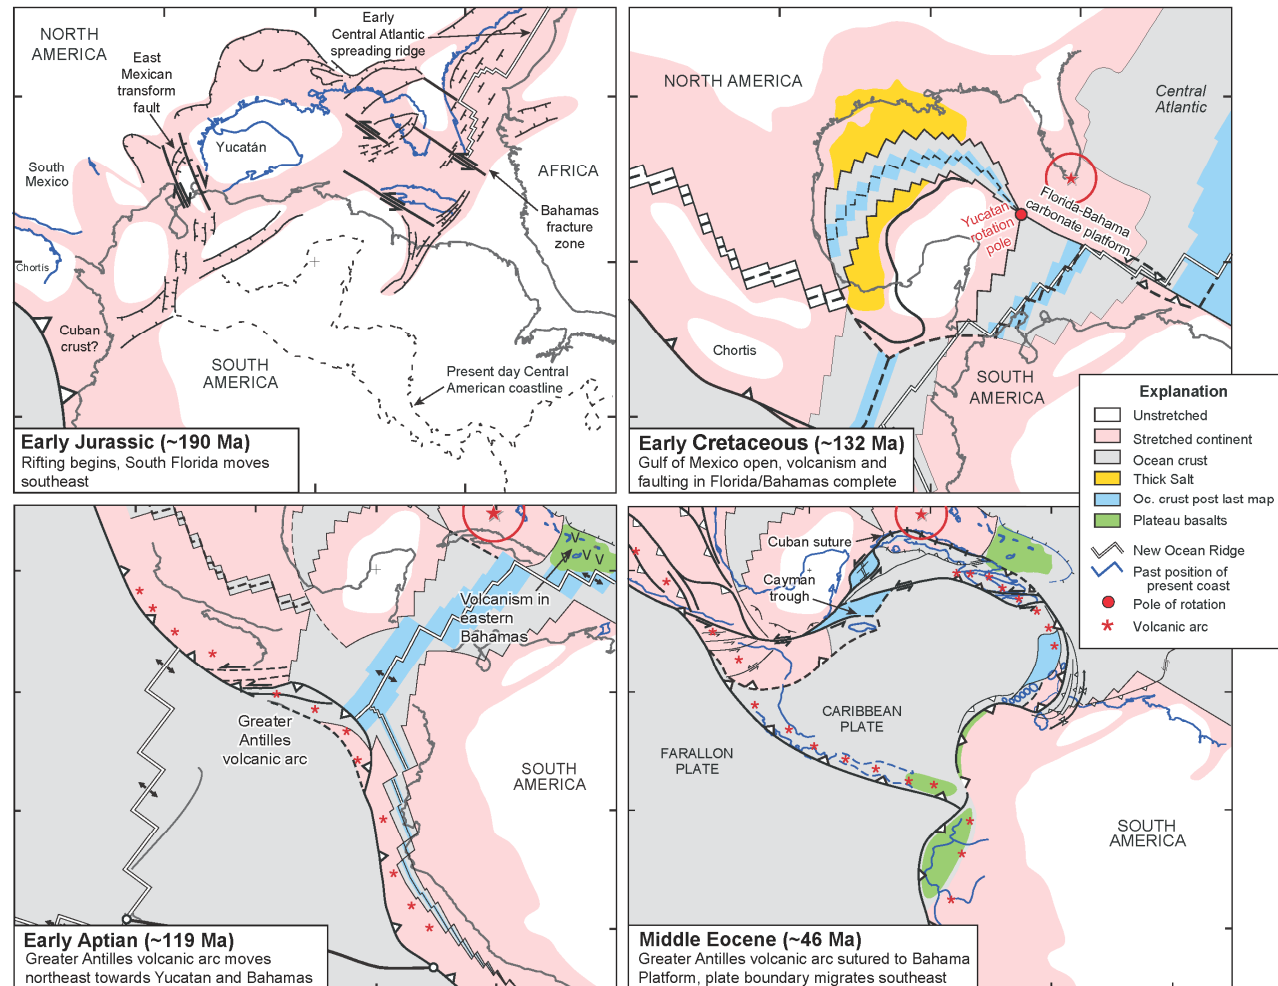 NORTH
AMERICA
Early
Central Atlantic
spreading ridge
East
Mexican
transform
fault
Yucatán
South
Mexico
AFRICA
Bahamas
fracture
zone
Chortis
Cuban
crust?
SOUTH
AMERICA
Present day Central
American coastline
Early Jurassic (~190 Ma)
Rifting begins, South Florida moves
southeast
NORTH AMERICA
Central
Atlantic
Florida-Bahama
carbonate platform
Yucatan
rotation
pole
Chortis
SOUTH
AMERICA
Early Cretaceous (~132 Ma)
Gulf of Mexico open, volcanism and
faulting in Florida/Bahamas complete
Explanation
Unstretched
Stretched continent
Ocean crust
Thick Salt
Oc. crust post last map
Plateau basalts
New Ocean Ridge
Past position of
present coast
Pole of rotation
Volcanic arc
V
V
V
Volcanism in
eastern
Bahamas
Greater
Antilles
volcanic arc
SOUTH
AMERICA
Early Aptian (~119 Ma)
Greater Antilles volcanic arc moves
northeast towards Yucatan and Bahamas
Cuban suture
Cayman
trough
CARIBBEAN
PLATE
FARALLON
PLATE
SOUTH
AMERICA
Middle Eocene (~46 Ma)
Greater Antilles volcanic arc sutured to Bahama
Platform, plate boundary migrates southeast